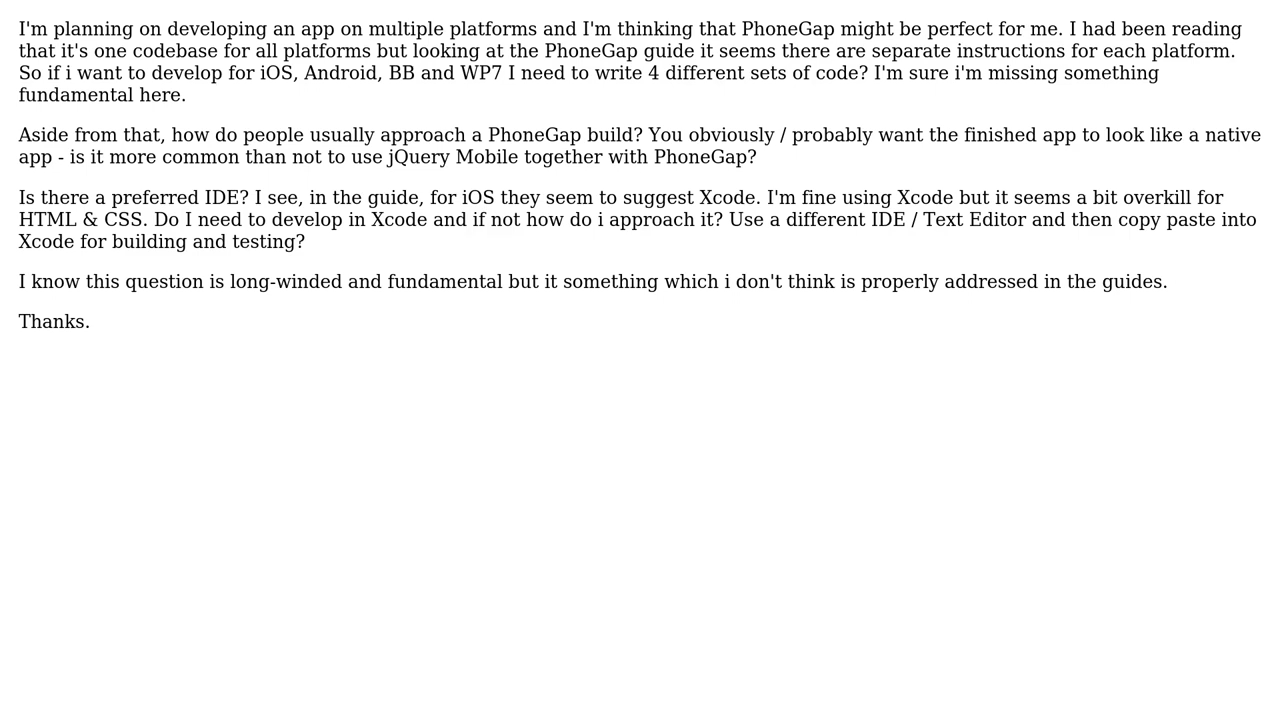 I'm planning on developing an app on multiple platforms and I'm thinking that PhoneGap might be perfect for me. I had been reading
that it's one codebase for all platforms but looking at the PhoneGap guide it seems there are separate instructions for each platform.
So if i want to develop for iOS, Android, BB and WP7 I need to write 4 different sets of code? I'm sure i'm missing something
fundamental here.
Aside from that, how do people usually approach a PhoneGap build? You obviously / probably want the finished app to look like a native
app - is it more common than not to use jQuery Mobile together with PhoneGap?
Is there a preferred IDE? I see, in the guide, for iOS they seem to suggest Xcode. I'm fine using Xcode but it seems a bit overkill for
HTML & CSS. Do I need to develop in Xcode and if not how do i approach it? Use a different IDE / Text Editor and then copy paste into
Xcode for building and testing?
I know this question is long-winded and fundamental but it something which i don't think is properly addressed in the guides.
Thanks.